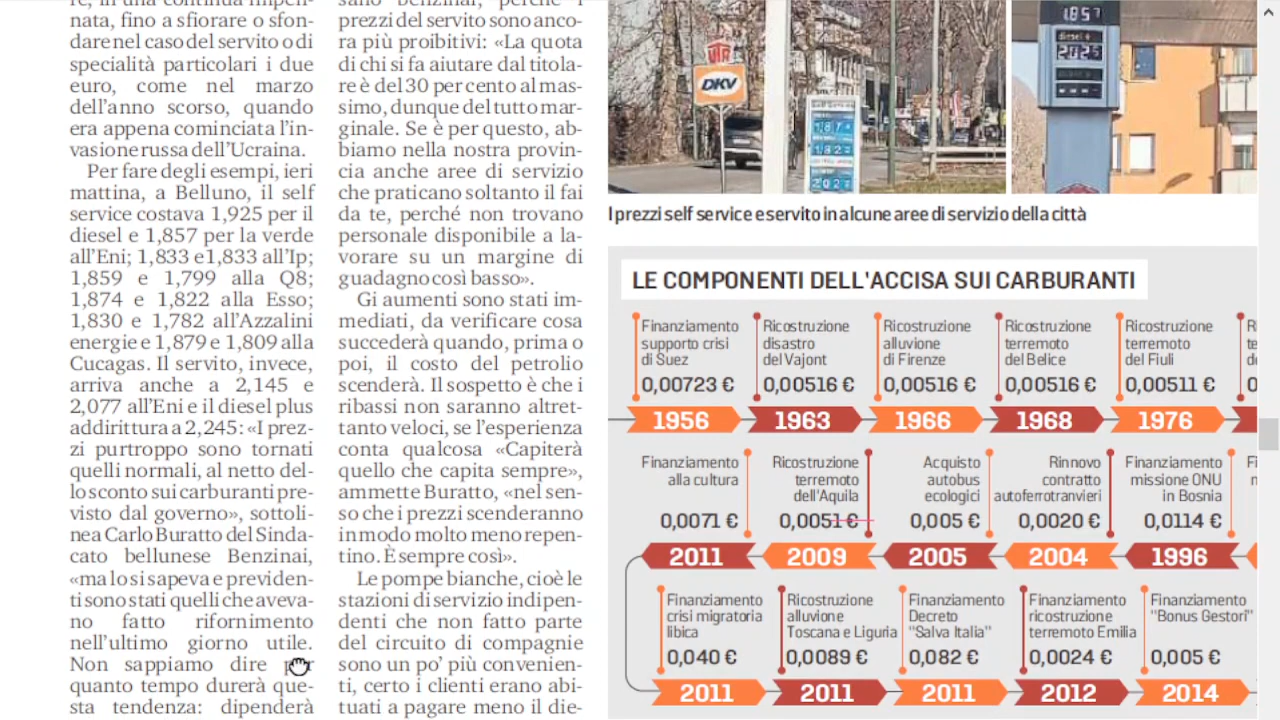 re, in una continua impen-
nata, fino a sfiorare o sfon-
dare nel caso del servito o di
specialità particolari i due
euro, come nel marzo
dell'anno scorso, quando
era appena cominciata l'in-
vasione russa dell'Ucraina.
Per fare degli esempi, ieri
mattina, a Belluno, il self
service costava 1,925 per il
diesel e 1,857 per la verde
all'Eni; 1,833 e 1,833 all'Ip;
1,859 e 1,799 alla Q8;
1,874 e 1,822 alla Esso;
1,830 e 1,782 all'Azzalini
energie e 1,879 e 1,809 alla
Cucagas. Il servito, invece,
arriva anche a 2,145 e
2,077 all'Eni e il diesel plus
addirittura a 2,245: «I prez-
zi purtroppo sono tornati
quelli normali, al netto del-
lo sconto sui carburanti pre-
visto dal governo», sottoli-
nea Carlo Buratto del Sinda-
cato bellunese Benzinai,
«ma lo si sapeva e previden-
ti sono stati quelli che aveva-
no fatto rifornimento
nell'ultimo giorno utile.
Non sappiamo dire per
quanto tempo durerà que-
sta tendenza: dipenderà
sano benzinai, perché i
prezzi del servito sono anco-
ra più proibitivi: «La quota
di chi si fa aiutare dal titola-
re è del 30 per cento al mas-
simo, dunque del tutto mar-
ginale. Se è per questo, ab-
biamo nella nostra provin-
cia anche aree di servizio
che praticano soltanto il fai
da te, perché non trovano
personale disponibile a la-
vorare su un margine di
guadagno così basso».
Gi aumenti sono stati im-
mediati, da verificare cosa
succederà quando, prima o
poi, il costo del petrolio
scenderà. Il sospetto è che i
ribassi non saranno altret-
tanto veloci, se l'esperienza
conta qualcosa «Capiterà
quello che capita sempre»,
ammette Buratto, «nel sen-
so che i prezzi scenderanno
in modo molto meno repen-
tino. È sempre così».
Le pompe bianche, cioè le
stazioni di servizio indipen-
denti che non fatto parte
del circuito di compagnie
sono un po' più convenien-
ti, certo i clienti erano abi-
tuati a pagare meno il die-
UTA
DKV
Self Service
1.857
diesel+
2.025
I prezzi self service e servito in alcune aree di servizio della città
LE COMPONENTI DELL'ACCISA SUI CARBURANTI
Finanziamento
supporto crisi
di Suez
0,00723 €
1956
Ricostruzione
disastro
del Vajont
0,00516 €
1963
Ricostruzione
alluvione
di Firenze
0,00516 €
1966
Ricostruzione
terremoto
del Belice
0,00516 €
1968
Ricostruzione
terremoto
del Fiuli
0,00511 €
1976
Finanziamento
alla cultura
0,0071 €
2011
Ricostruzione
terremoto
dell'Aquila
0,0051 €
2009
Acquisto
autobus
ecologici
0,005 €
2005
Rinnovo
contratto
autoferrotranvieri
0,0020 €
2004
Finanziamento
missione ONU
in Bosnia
0,0114 €
1996
Finanziamento
crisi migratoria
libica
0,040 €
2011
Ricostruzione
alluvione
Toscana e Liguria
0,0089 €
2011
Finanziamento
Decreto
"Salva Italia"
0,082 €
2011
Finanziamento
ricostruzione
terremoto Emilia
0,0024 €
2012
Finanziamento
"Bonus Gestori"
0,005 €
2014